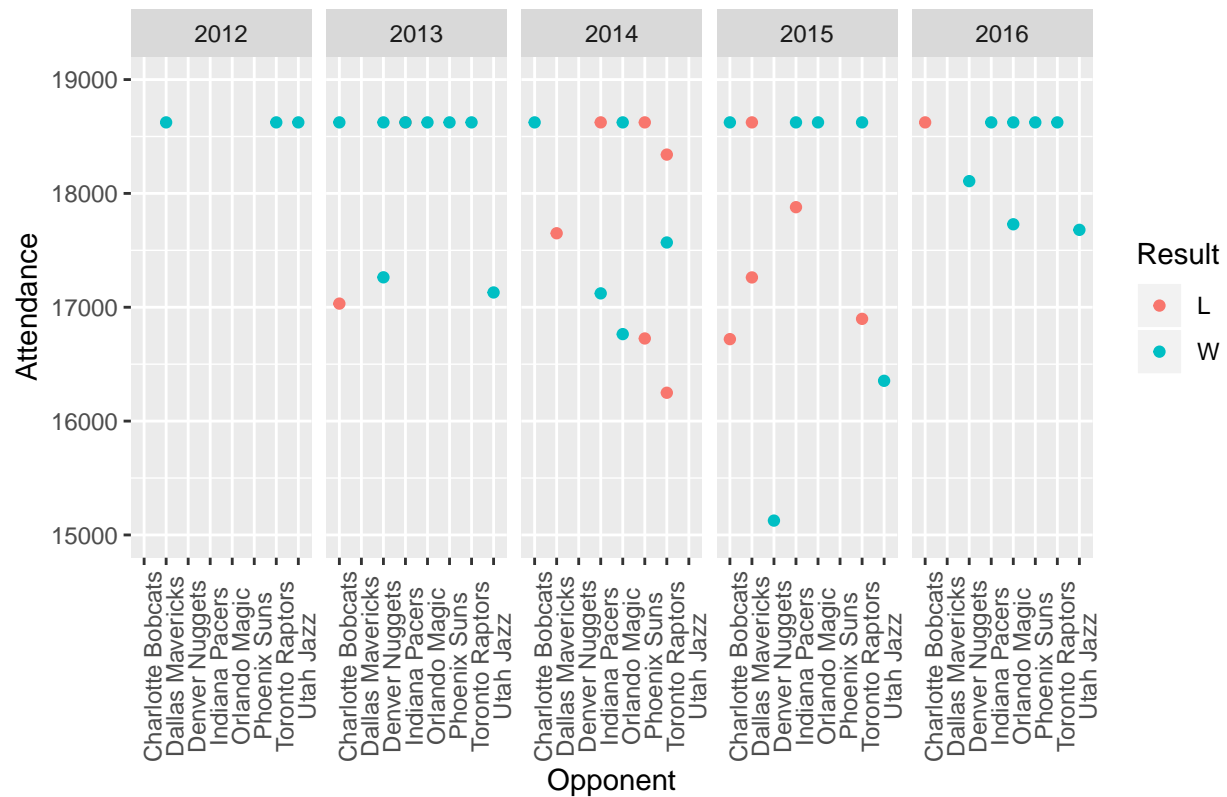 2012
2013
2014
2015
2016
19000
18000
17000
16000
15000
Attendance
Charlotte Bobcats
Dallas Mavericks
Denver Nuggets
Indiana Pacers
Orlando Magic
Phoenix Suns
Toronto Raptors
Utah Jazz
Charlotte Bobcats
Dallas Mavericks
Denver Nuggets
Indiana Pacers
Orlando Magic
Phoenix Suns
Toronto Raptors
Utah Jazz
Charlotte Bobcats
Dallas Mavericks
Denver Nuggets
Indiana Pacers
Orlando Magic
Phoenix Suns
Toronto Raptors
Utah Jazz
Charlotte Bobcats
Dallas Mavericks
Denver Nuggets
Indiana Pacers
Orlando Magic
Phoenix Suns
Toronto Raptors
Utah Jazz
Charlotte Bobcats
Dallas Mavericks
Denver Nuggets
Indiana Pacers
Orlando Magic
Phoenix Suns
Toronto Raptors
Utah Jazz
Opponent
Result
L
W